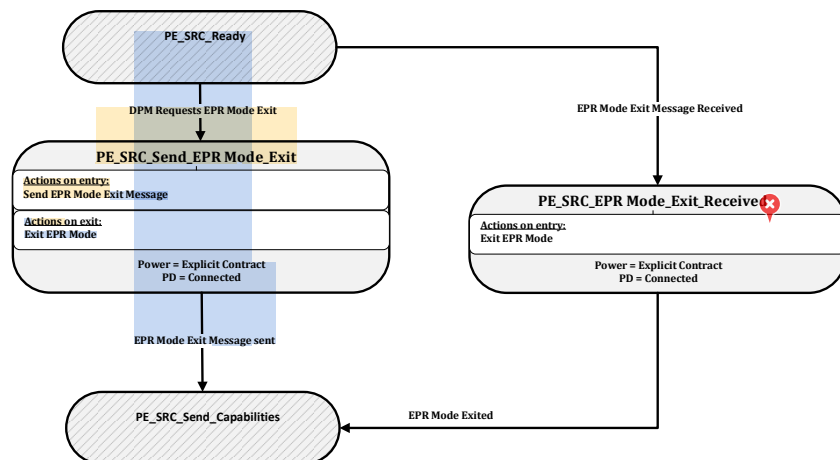 PE_SRC_Ready
DPM Requests EPR Mode Exit
EPR Mode Exit Message Received
PE_SRC_Send_EPR Mode_Exit
Actions on entry:
Send EPR Mode Exit Message
Actions on exit:
Exit EPR Mode
Power = Explicit Contract
PD = Connected
PE_SRC_EPR Mode_Exit_Received
Actions on entry:
Exit EPR Mode
Power = Explicit Contract
PD = Connected
EPR Mode Exit Message sent
PE_SRC_Send_Capabilities
EPR Mode Exited